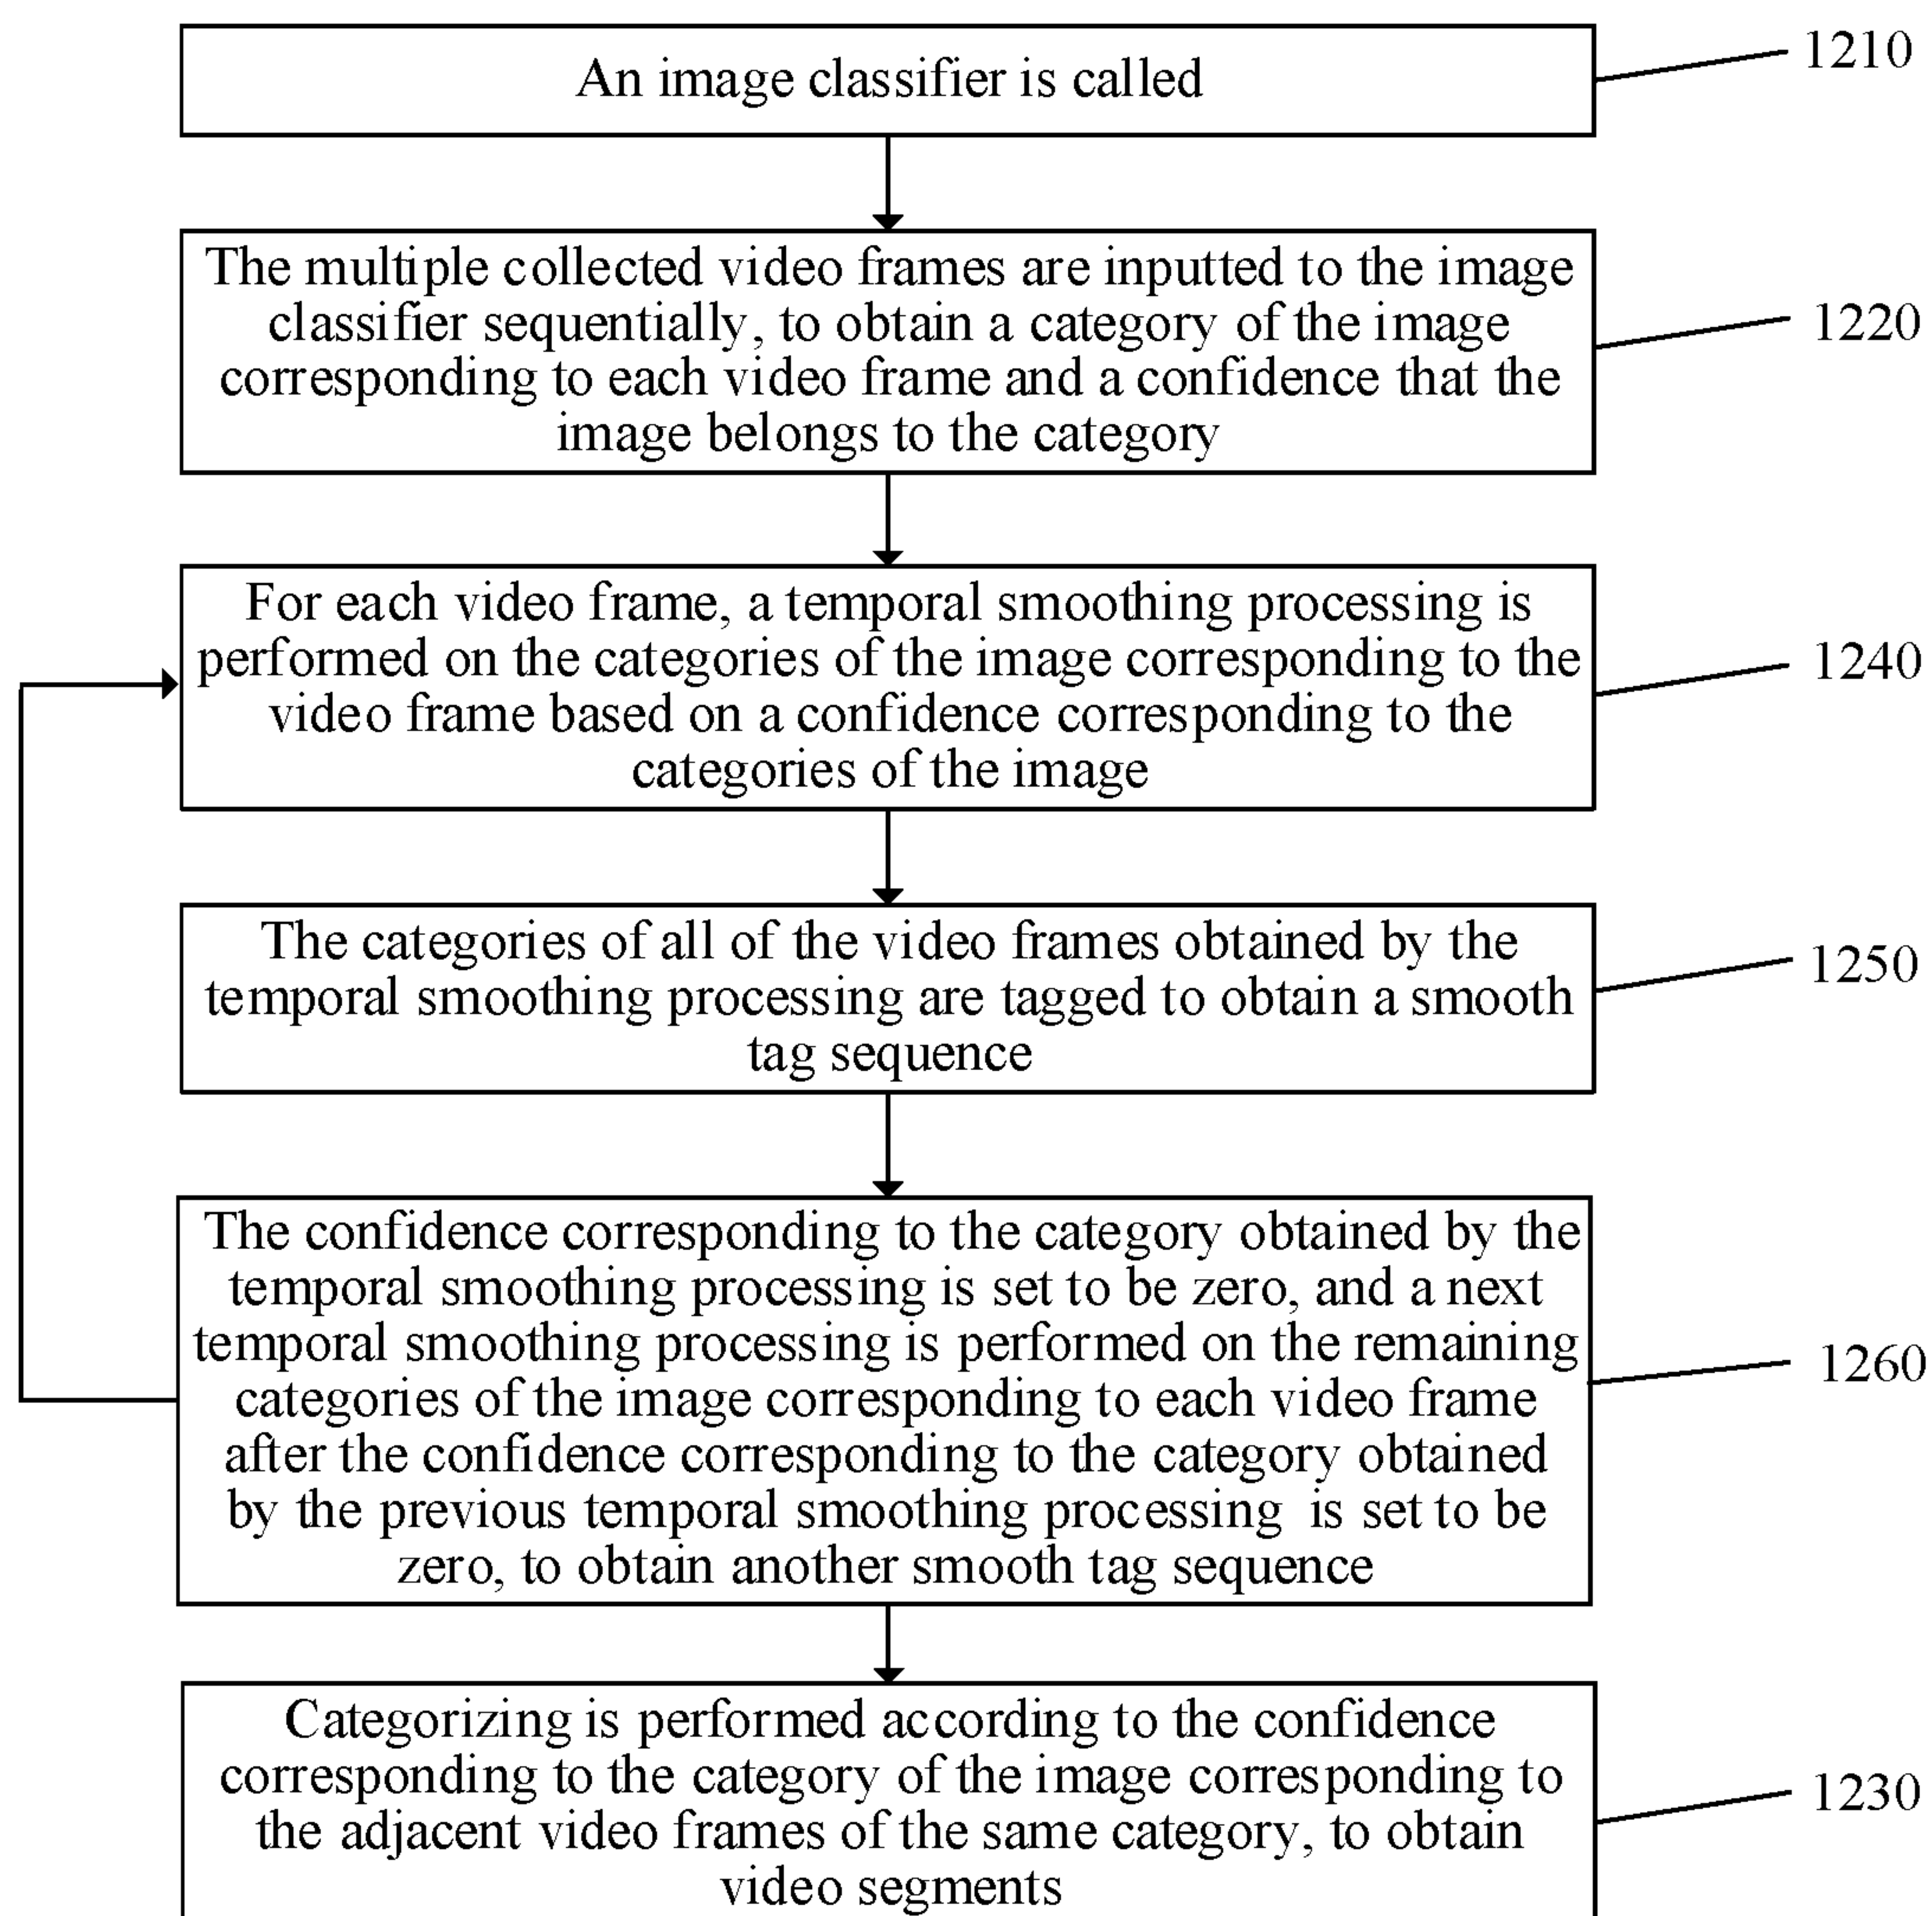 An image classifier is called
1210
The multiple collected video frames are inputted to the image
classifier sequentially, to obtain a category of the image
corresponding to each video frame and a confidence that the
image belongs to the category
1220
For each video frame, a temporal smoothing processing is
performed on the categories of the image corresponding to the
video frame based on a confidence corresponding to the
categories of the image
1240
The categories of all of the video frames obtained by the
temporal smoothing processing are tagged to obtain a smooth
tag sequence
1250
The confidence corresponding to the category obtained by the
temporal smoothing processing is set to be zero, and a next
temporal smoothing processing is performed on the remaining
categories of the image corresponding to each video frame
after the confidence corresponding to the category obtained
by the previous temporal smoothing processing is set to be
zero, to obtain another smooth tag sequence
1260
Categorizing is performed according to the confidence
corresponding to the category of the image corresponding to
the adjacent video frames of the same category, to obtain
video segments
1230